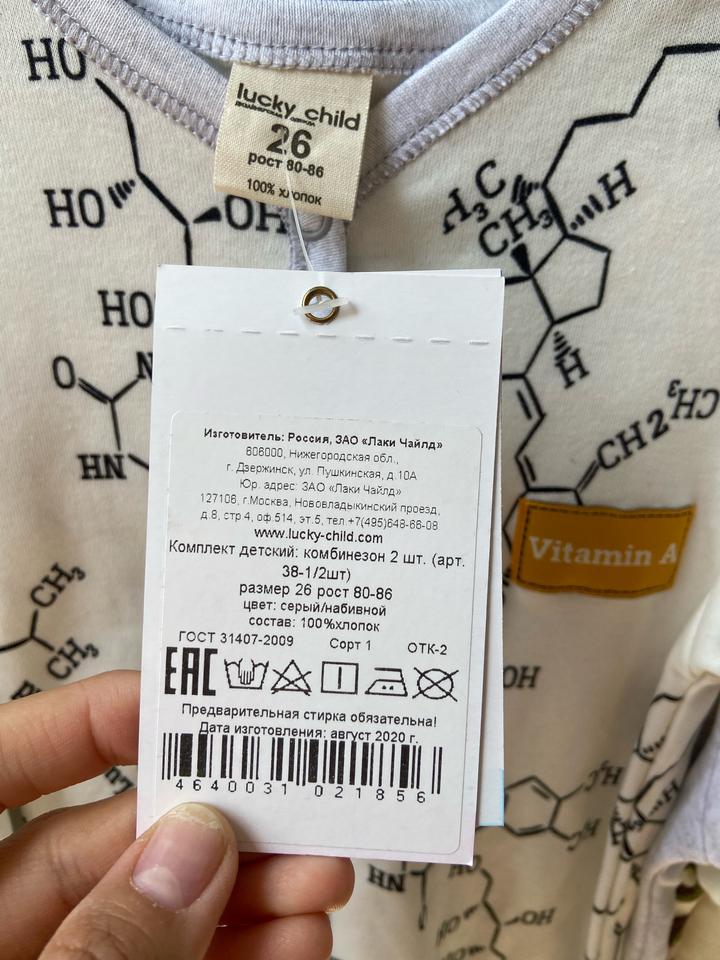 HO
lucky child
26
рост 80-86
100% хлопок
HO
OH
H₃C
CH₃
H
HO
O
HN
H
CH2
H₃C
Vitamin A
Изготовитель: Россия, ЗАО «Лаки Чайлд»
606000, Нижегородская обл.,
г. Дзержинск, ул. Пушкинская, д.10А
Юр. адрес: ЗАО «Лаки Чайлд»
127106, г.Москва, Нововладыкинский проезд,
д.8, стр.4, оф.514, эт.5, тел.+7(495)648-66-08
www.lucky-child.com
Комплект детский: комбинезон 2 шт. (арт.
38-1/2шт)
размер 26 рост 80-86
цвет: серый/набивной
состав: 100%хлопок
ГОСТ 31407-2009 Сорт 1 ОТК-2
EAC
Предварительная стирка обязательна!
Дата изготовления: август 2020 г.
4640031 021856
CH₃
CH₃
OH
H₃C
HN
HO
OH